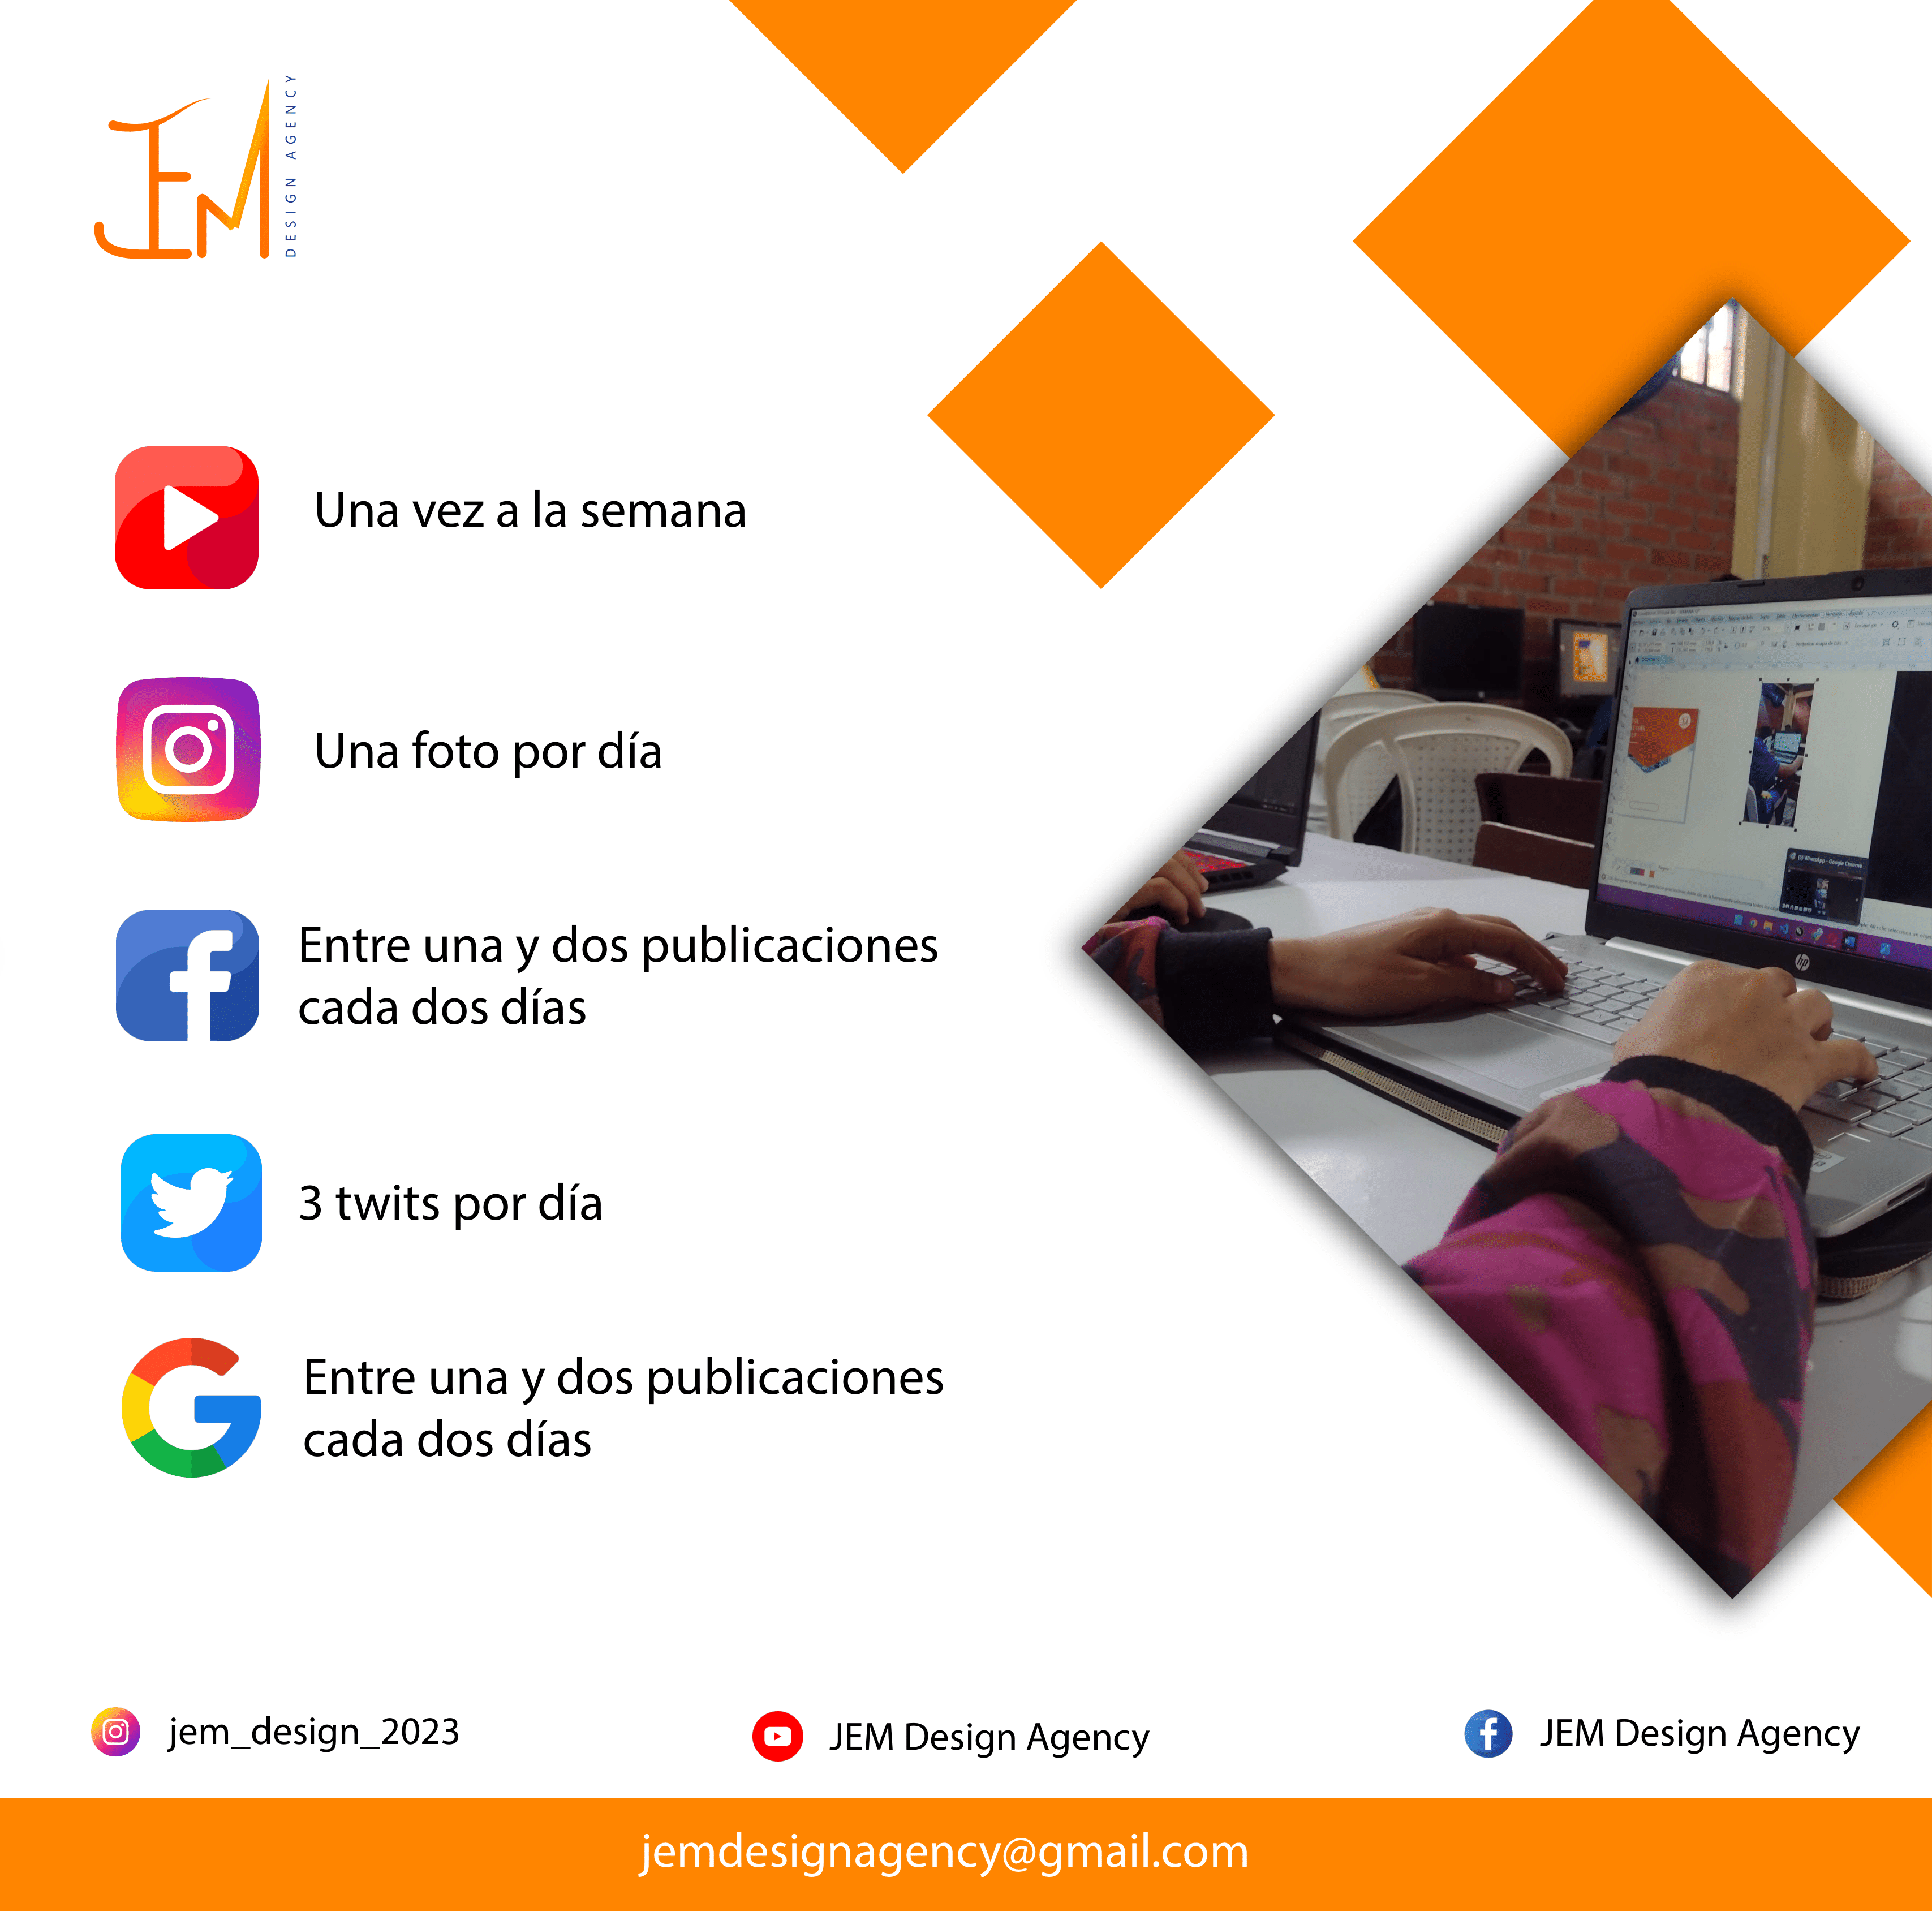 JEM
DESIGN AGENCY
Una vez a la semana
Una foto por día
Entre una y dos publicaciones
cada dos días
3 twits por día
Entre una y dos publicaciones
cada dos días
hp
jem_design_2023
JEM Design Agency
JEM Design Agency
jemdesignagency@gmail.com